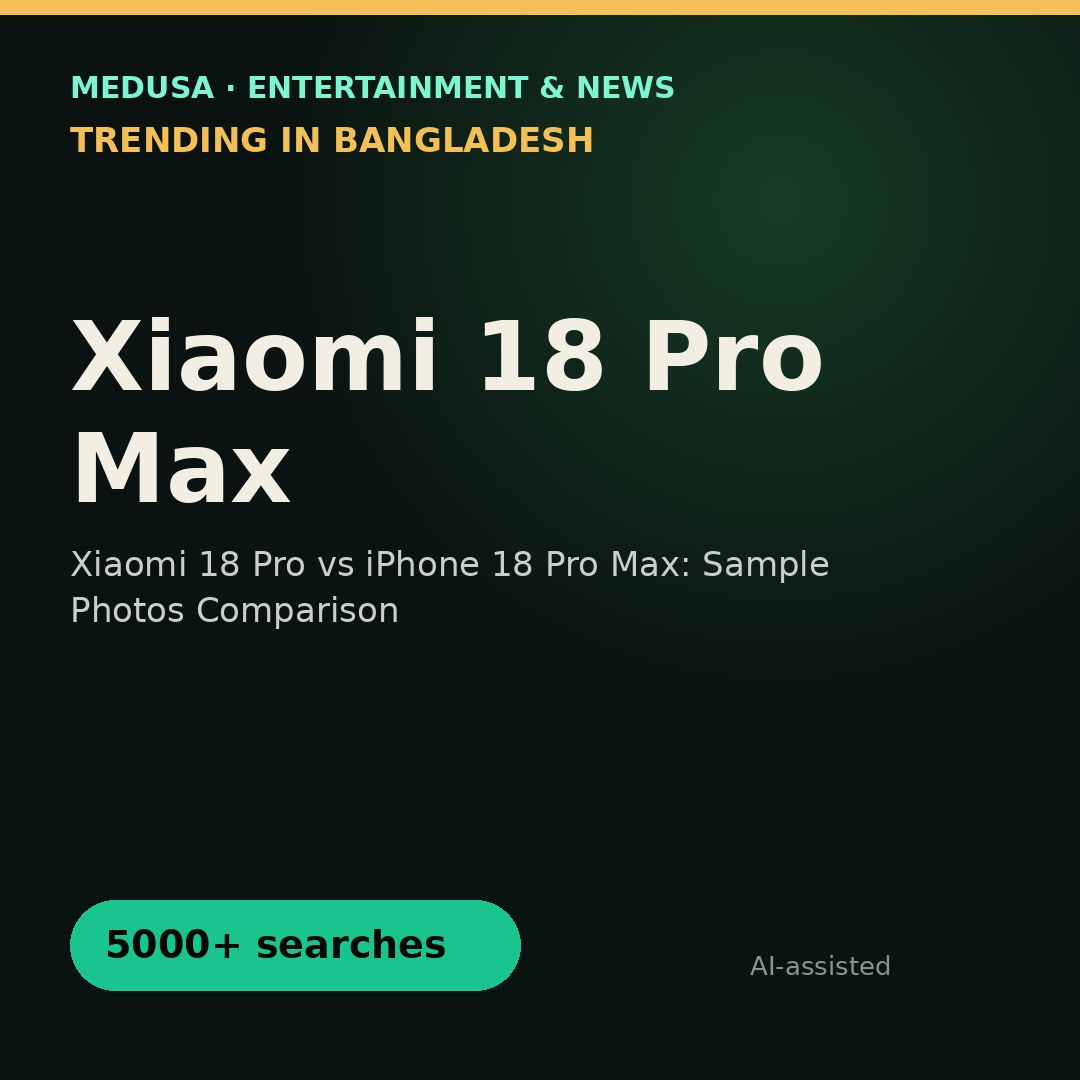 MEDUSA · ENTERTAINMENT & NEWS
TRENDING IN BANGLADESH
Xiaomi 18 Pro
Max
Xiaomi 18 Pro vs iPhone 18 Pro Max: Sample
Photos Comparison
5000+ searches
AI-assisted